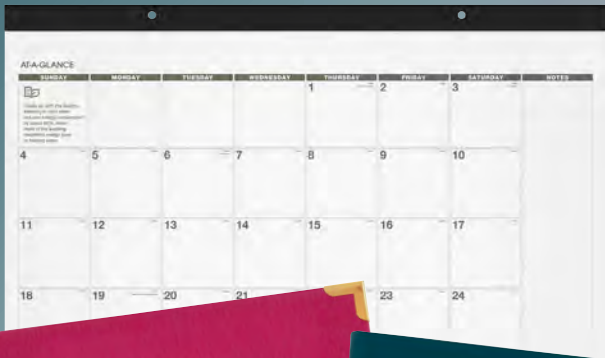 AT-A-GLANCE
SUNDAY MONDAY TUESDAY WEDNESDAY THURSDAY FRIDAY SATURDAY NOTES
1 2 3
4 5 6 7 8 9 10
11 12 13 14 15 16 17
18 19 20 21 23 24